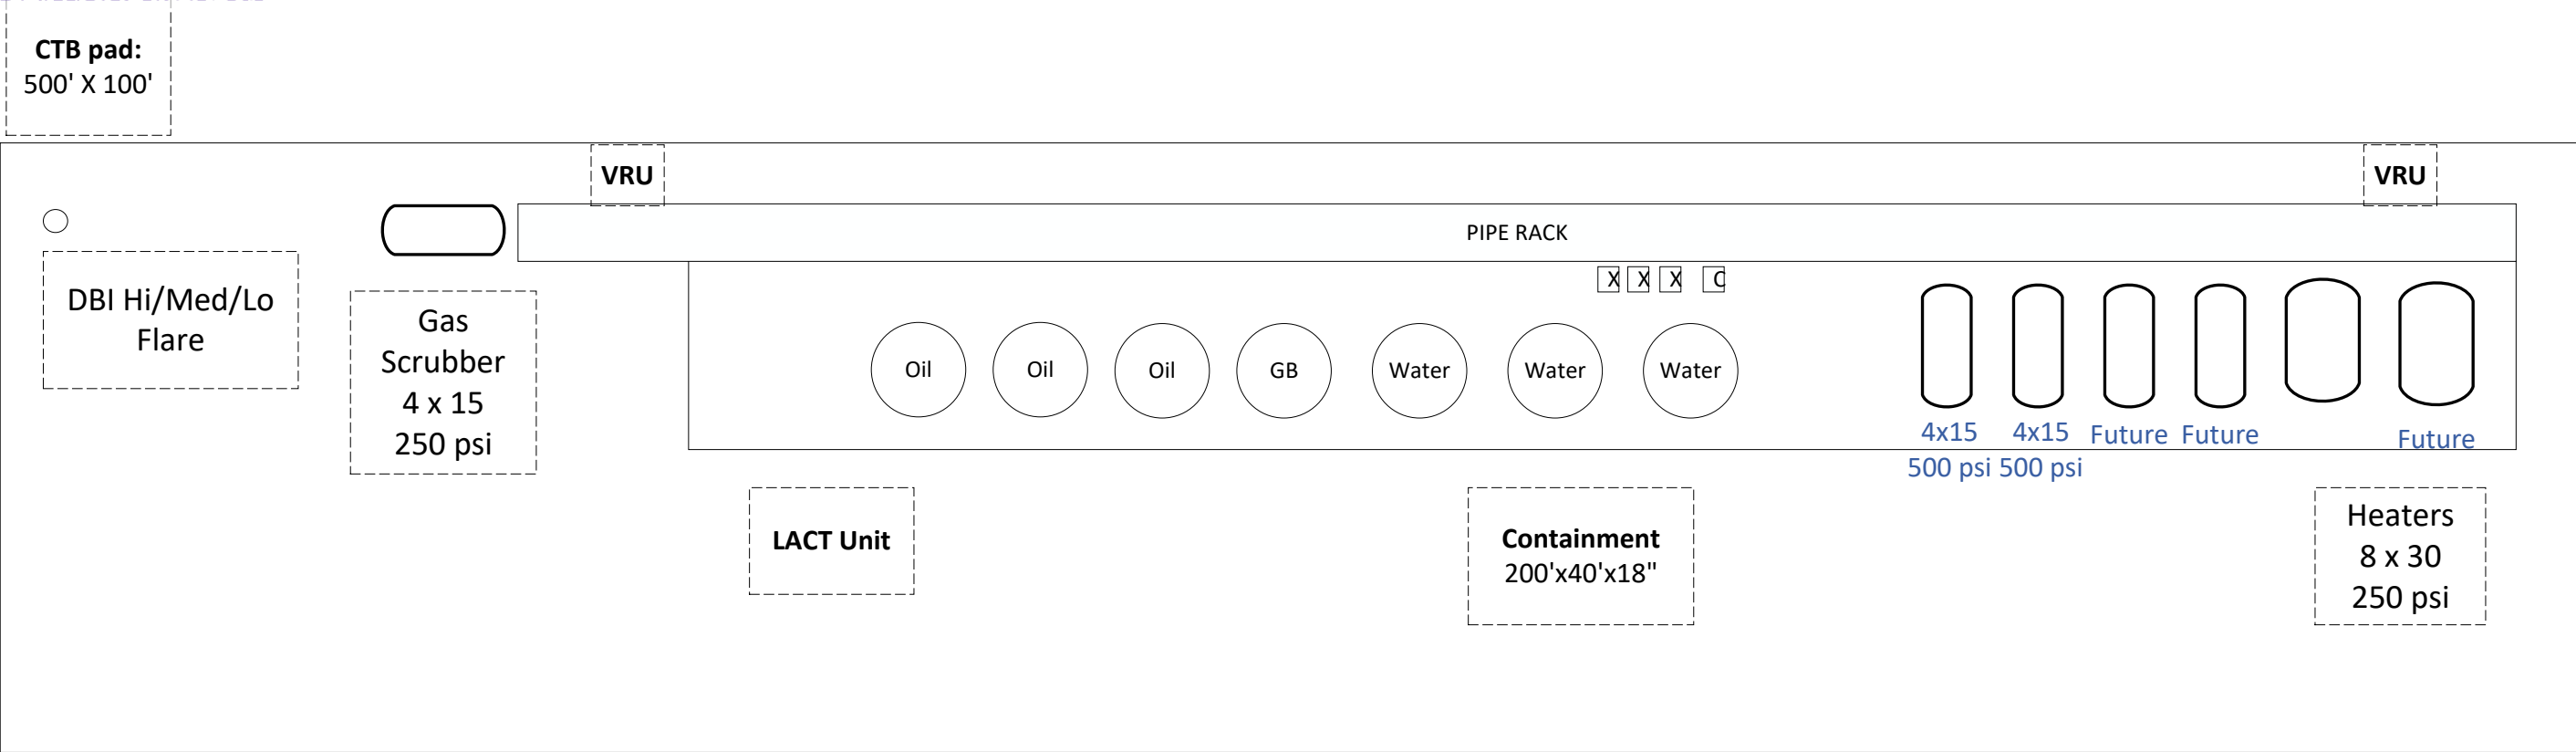 CTB pad:
500' X 100'
VRU
VRU
PIPE RACK
X X X C
DBI Hi/Med/Lo
Flare
Gas
Scrubber
4 x 15
250 psi
Oil Oil Oil GB Water Water Water
4x15 4x15 Future Future Future
500 psi 500 psi
LACT Unit
Containment
200'x40'x18"
Heaters
8 x 30
250 psi